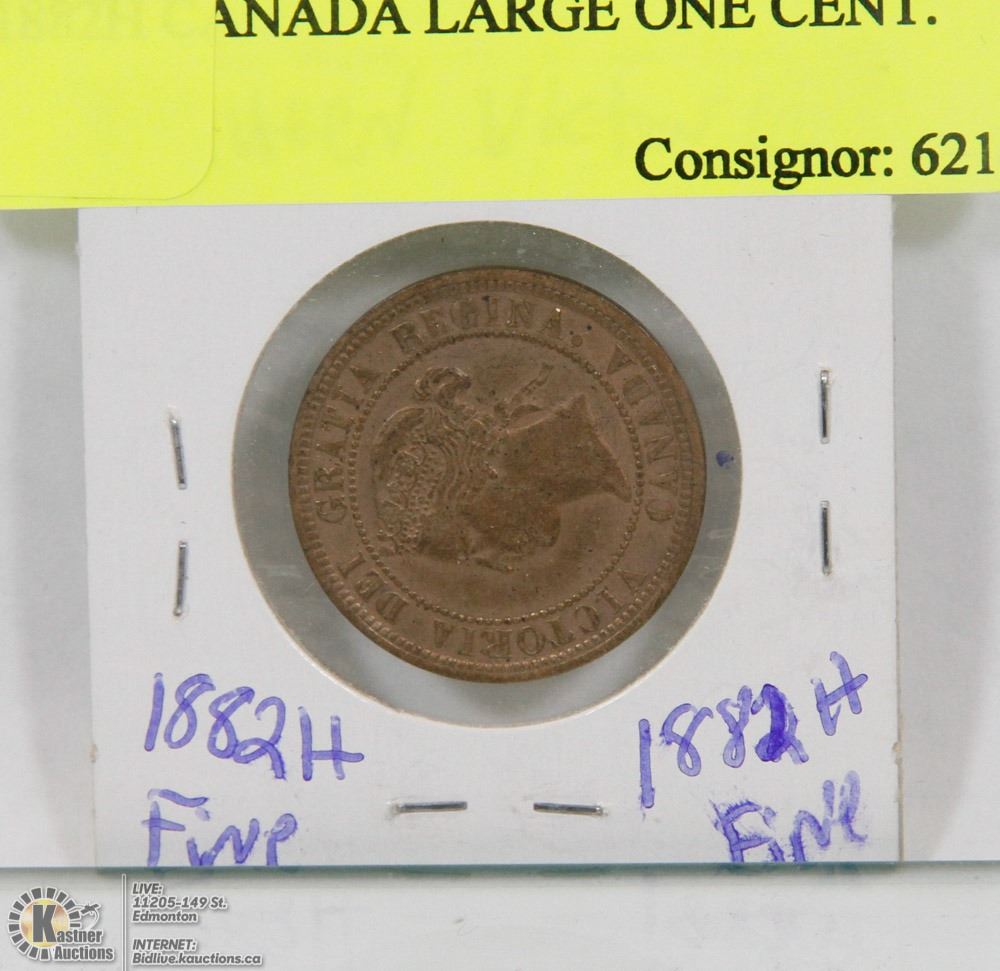 ANADA LARGE ONE CENT.
Consignor: 621
VICTORIA DEI GRATIA REGINA. CANADA
1882H
Fine
1882H
Fine
Kastner
Auctions
LIVE:
11205-149 St.
Edmonton
INTERNET:
Bidlive.kauctions.ca